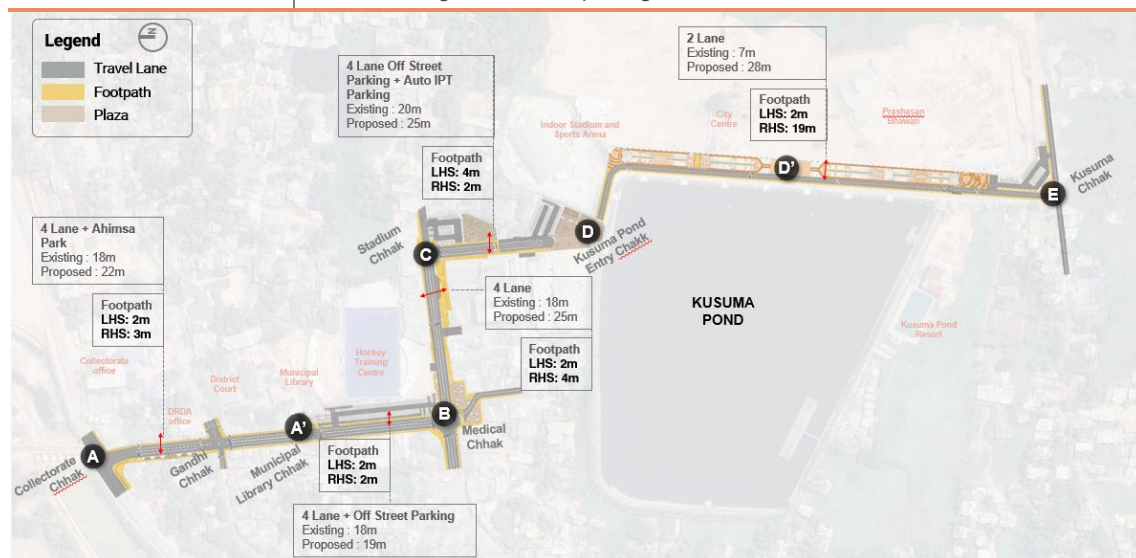 Legend
N
Travel Lane
Footpath
Plaza
4 Lane Off Street
Parking + Auto IPT
Parking
Existing : 20m
Proposed : 25m
Footpath
LHS: 4m
RHS: 2m
2 Lane
Existing : 7m
Proposed : 28m
Footpath
LHS: 2m
RHS: 19m
Indoor Stadium and
Sports Arena
City
Centre
Prashasan
Bhawan
D'
E
Kusuma
Chhak
4 Lane + Ahimsa
Park
Existing : 18m
Proposed : 22m
Footpath
LHS: 2m
RHS: 3m
Stadium
Chhak
C
D
Kusuma Pond
Entry Chakk
4 Lane
Existing : 18m
Proposed : 25m
Footpath
LHS: 2m
RHS: 4m
KUSUMA
POND
Kusuma Pond
Resort
Collectorate
office
District
Court
Municipal
Library
Hockey
Training
Centre
DRDA
office
A
Collectorate
Chhak
Gandhi
Chhak
A'
Municipal
Library Chhak
B
Medical
Chhak
Footpath
LHS: 2m
RHS: 2m
4 Lane + Off Street Parking
Existing : 18m
Proposed : 19m